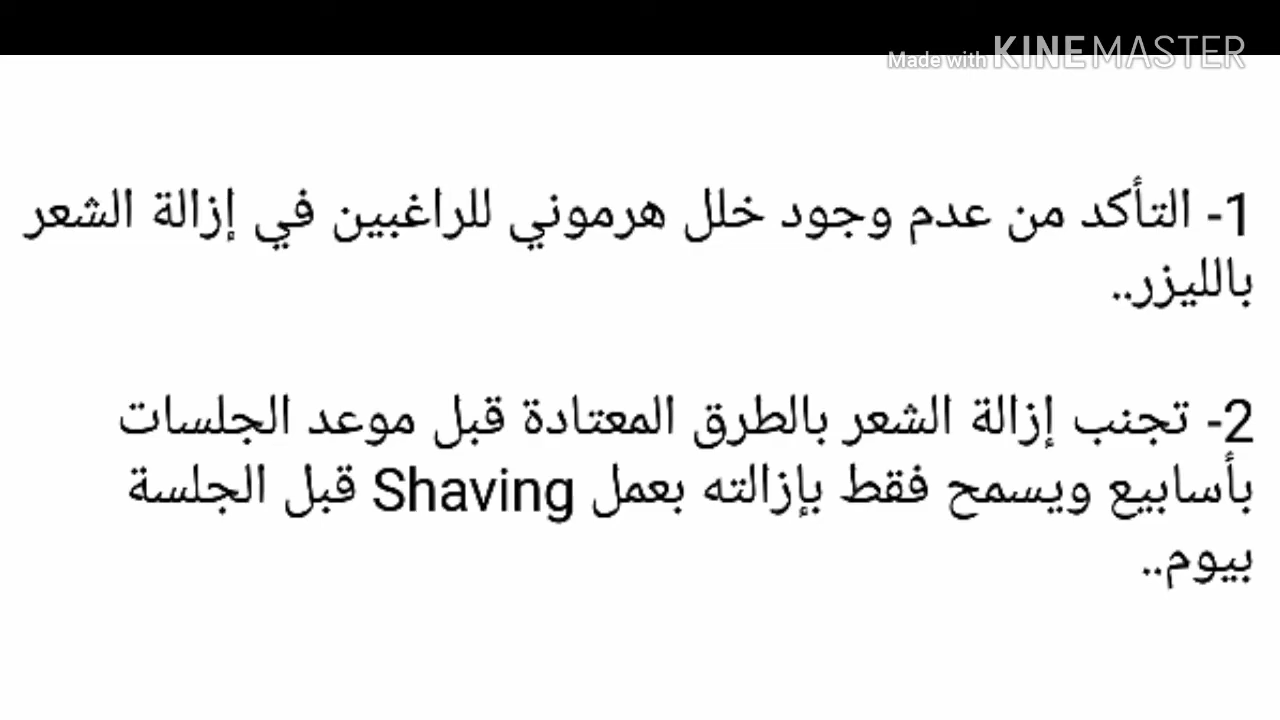 Made with KINEMASTER
1- التأكد من عدم وجود خلل هرموني للراغبين في إزالة الشعر
بالليزر..
2- تجنب إزالة الشعر بالطرق المعتادة قبل موعد الجلسات
بأسابيع ويسمح فقط بإزالته بعمل Shaving قبل الجلسة
بيوم..